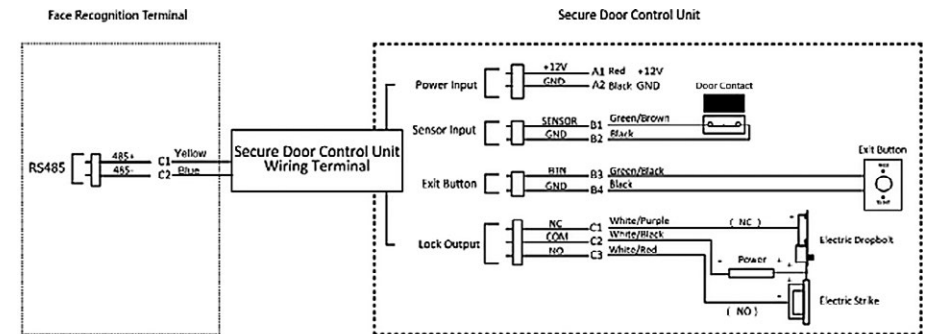 Face Recognition Terminal
Secure Door Control Unit
RS485
485+ C1 Yellow
485- C2 Blue
Secure Door Control Unit
Wiring Terminal
Power Input
+12V A1 Red +12V
GND A2 Black GND
Door Contact
Sensor Input
SENSOR B1 Green/Brown
GND B2 Black
Exit Button
Exit Button
BTN B3 Green/Black
GND B4 Black
Lock Output
NC C1 White/Purple ( NC ) -
COM C2 White/Black
NO C3 White/Red
Electric Dropbolt
- Power + +
- +
Electric Strike
( NO )